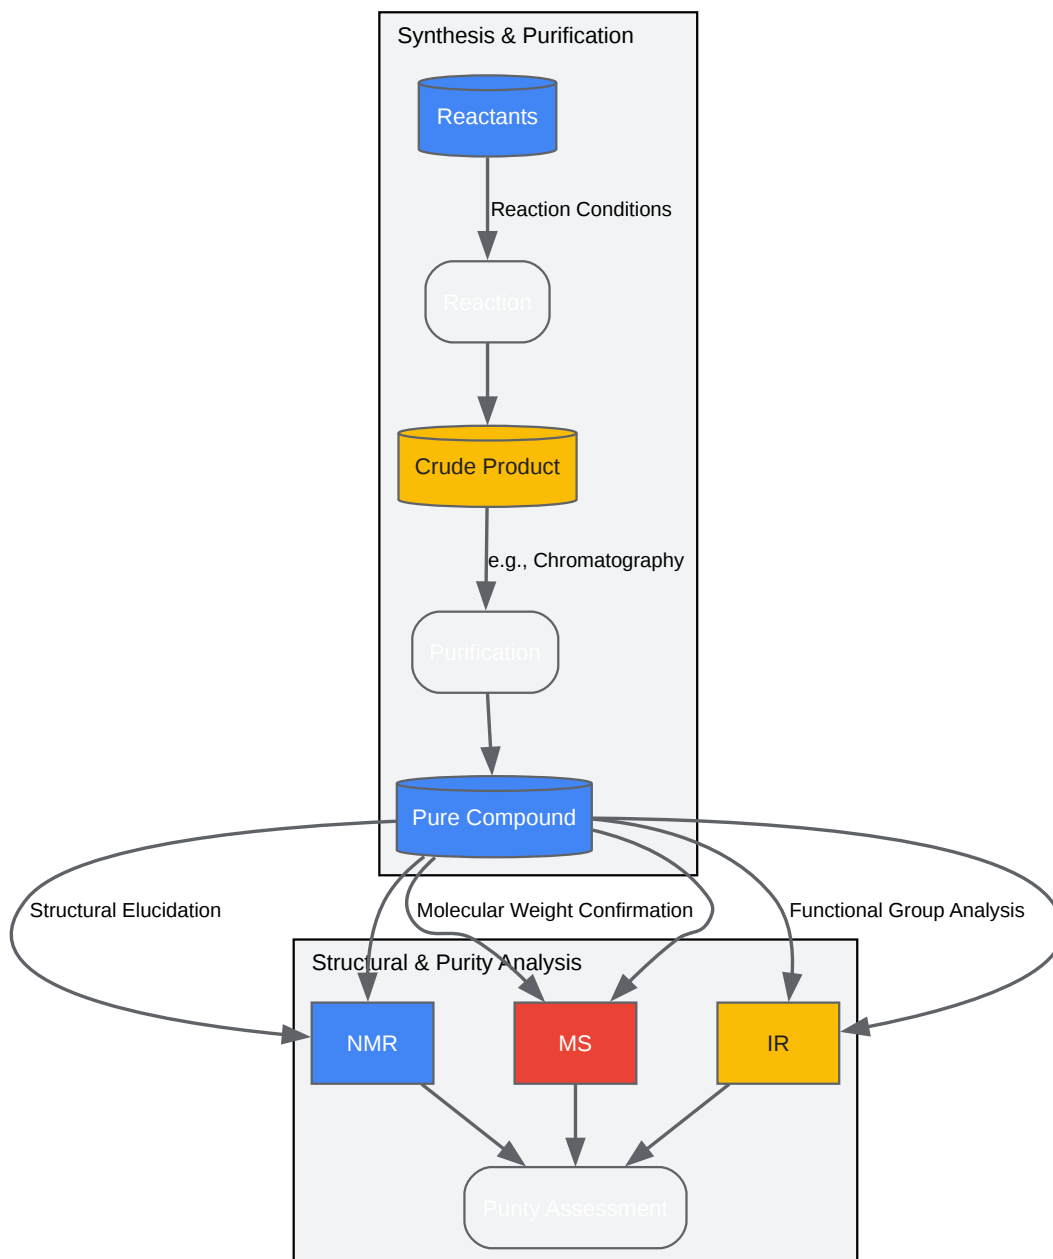 Synthesis & Purification
Reactants
Reaction Conditions
Reaction
Crude Product
e.g., Chromatography
Purification
Pure Compound
Structural Elucidation
Molecular Weight Confirmation
Functional Group Analysis
Structural & Purity Analysis
NMR
MS
IR
Purity Assessment